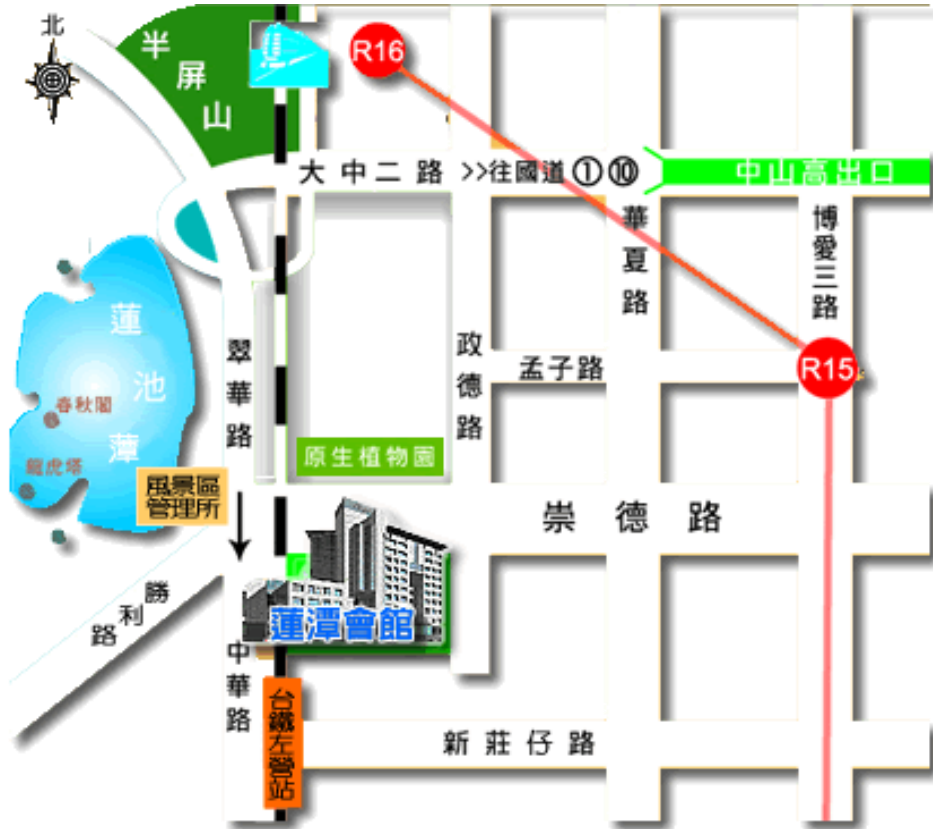 北
半屏山
R16
大中二路 >>往國道①⑩
中山高出口
華夏路
博愛三路
蓮池潭
翠華路
政德路
孟子路
R15
春秋閣
龍虎塔
原生植物園
風景區
管理所
崇德路
蓮潭會館
勝利路
中華路
台鐵左營站
新莊仔路